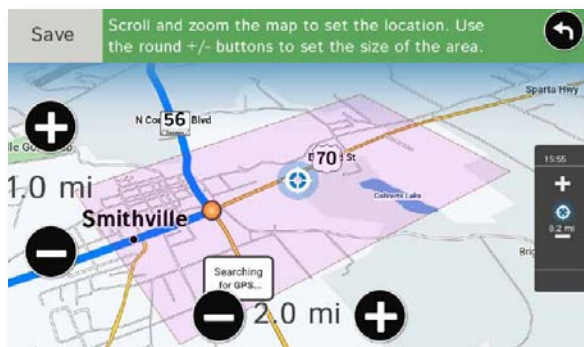 Save
Scroll and zoom the map to set the location. Use
the round +/- buttons to set the size of the area.
Sparta Hwy
56
Blvd
70
St
15:55
+
8.2 mi
−
+
1.0 mi
−
Smithville
Searching
for GPS...
− 2.0 mi +